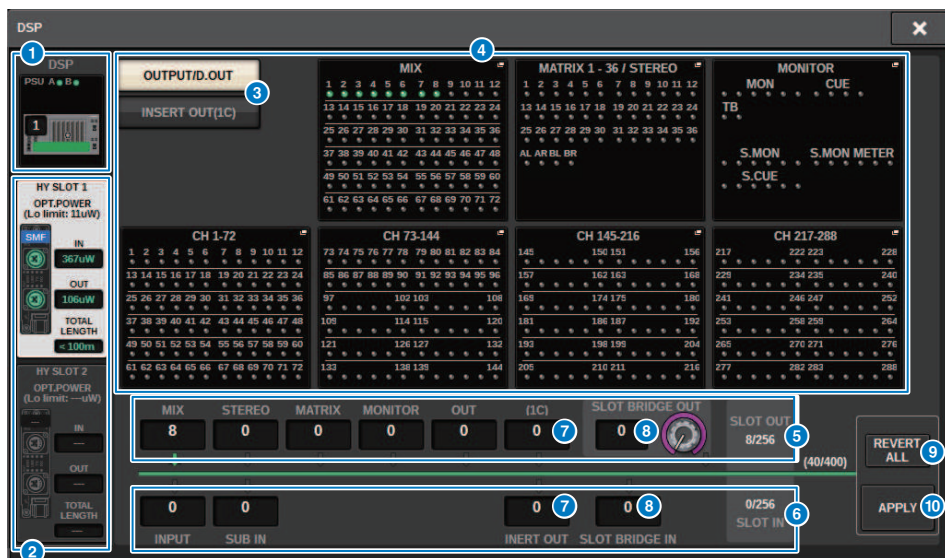 DSP
1
DSP
PSU A B
1
2
HY SLOT 1
OPT.POWER
(Lo limit: 11uW)
SMF
IN
367uW
OUT
106uW
TOTAL
LENGTH
<100m
HY SLOT 2
OPT.POWER
(Lo limit: ---uW)
---
IN
---
OUT
---
TOTAL
LENGTH
---
3
OUTPUT/D.OUT
INSERT OUT(1C)
4
MIX
1 2 3 4 5 6 7 8 9 10 11 12
13 14 15 16 17 18 19 20 21 22 23 24
25 26 27 28 29 30 31 32 33 34 35 36
37 38 39 40 41 42 43 44 45 46 47 48
49 50 51 52 53 54 55 56 57 58 59 60
61 62 63 64 65 66 67 68 69 70 71 72
MATRIX 1 - 36 / STEREO
1 2 3 4 5 6 7 8 9 10 11 12
13 14 15 16 17 18 19 20 21 22 23 24
25 26 27 28 29 30 31 32 33 34 35 36
AL AR BL BR
MONITOR
MON CUE
TB
S.MON S.MON METER
S.CUE
CH 1-72
1 2 3 4 5 6 7 8 9 10 11 12
13 14 15 16 17 18 19 20 21 22 23 24
25 26 27 28 29 30 31 32 33 34 35 36
37 38 39 40 41 42 43 44 45 46 47 48
49 50 51 52 53 54 55 56 57 58 59 60
61 62 63 64 65 66 67 68 69 70 71 72
CH 73-144
73 74 75 76 77 78 79 80 81 82 83 84
85 86 87 88 89 90 91 92 93 94 95 96
97 102 103 108
109 114 115 120
121 126 127 132
133 138 139 144
CH 145-216
145 150 151 156
157 162 163 168
169 174 175 180
181 186 187 192
193 198 199 204
205 210 211 216
CH 217-288
217 222 223 228
229 234 235 240
241 246 247 252
253 258 259 264
265 270 271 276
277 282 283 288
MIX STEREO MATRIX MONITOR OUT (1C) SLOT BRIDGE OUT
8 0 0 0 0 0 7 0 8
SLOT OUT
8/256
5
(40/400)
0 0 0 7 0 8
0/256
SLOT IN
6
INPUT SUB IN INERT OUT SLOT BRIDGE IN
REVERT
ALL
9
APPLY
10